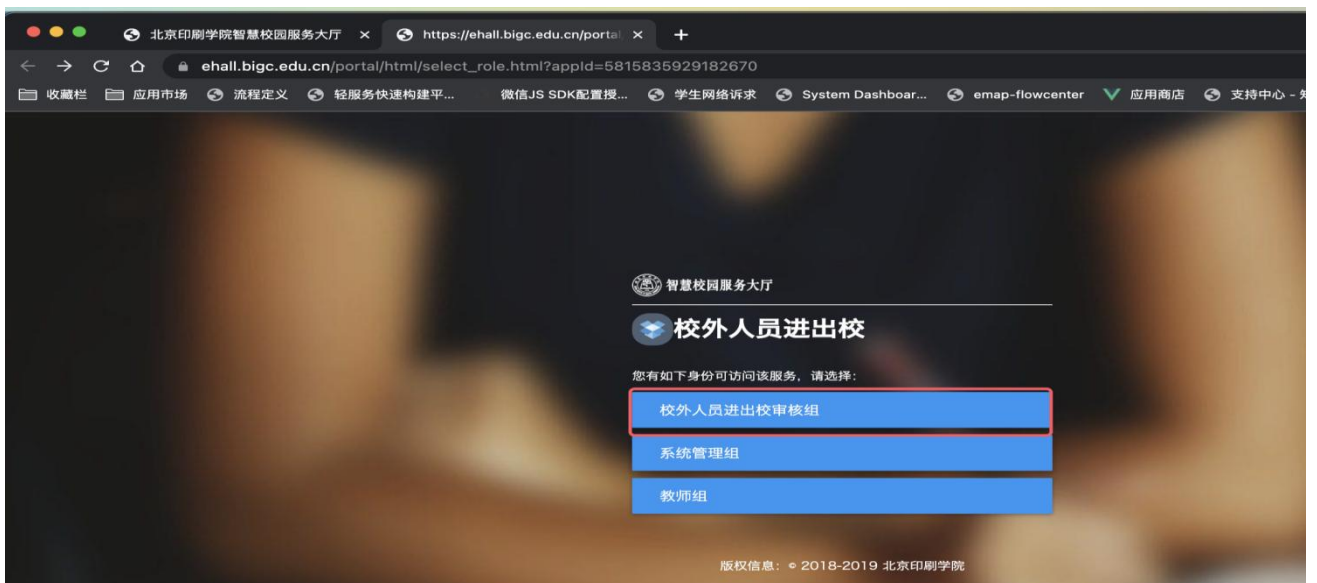 北京印刷学院智慧校园服务大厅
https://ehall.bigc.edu.cn/portal
ehall.bigc.edu.cn/portal/html/select_role.html?appId=5815835929182670
收藏栏 应用市场 流程定义 轻服务快速构建平... 微信JS SDK配置授... 学生网络诉求 System Dashboar... emap-flowcenter 应用商店 支持中心 -
智慧校园服务大厅
校外人员进出校
您有如下身份可访问该服务，请选择：
校外人员进出校审核组
系统管理组
教师组
版权信息：© 2018-2019 北京印刷学院